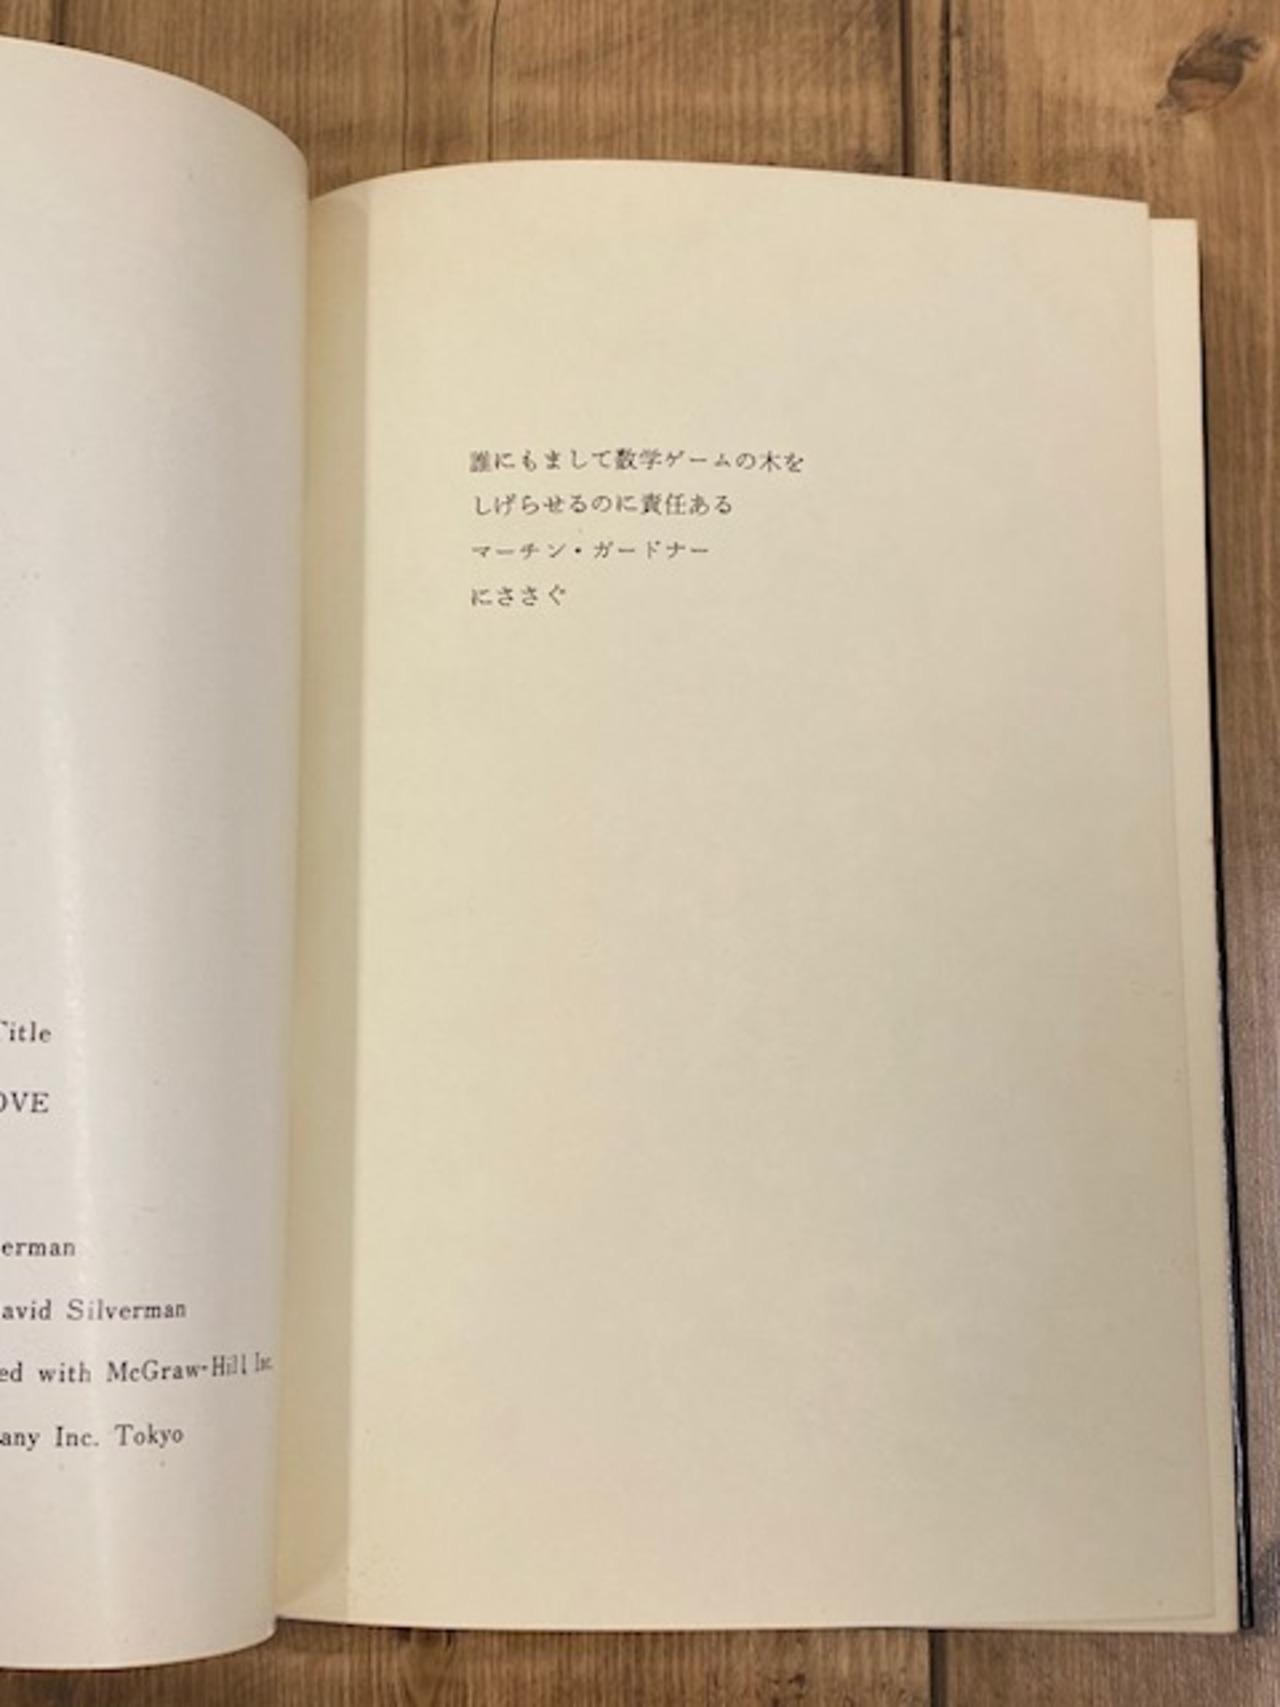 Title
OVE
erman
avid Silverman
ed with McGraw-Hill Inc.
any Inc. Tokyo
誰にもまして数学ゲームの木を
しげらせるのに責任ある
マーチン・ガードナー
にささぐ